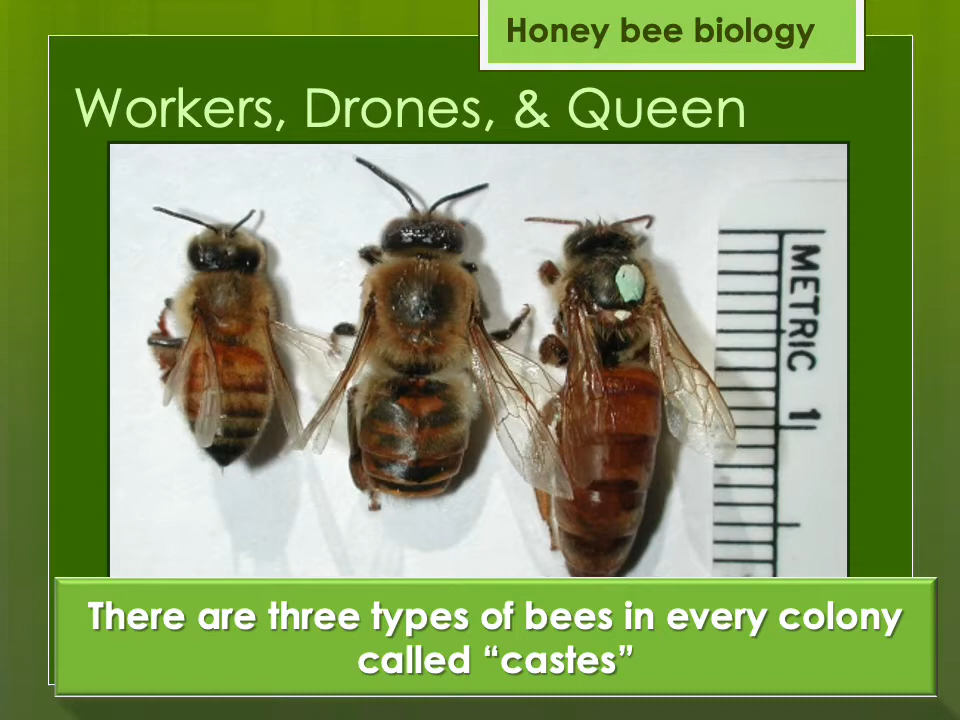 Honey bee biology
Workers, Drones, & Queen
METRIC 1
There are three types of bees in every colony
called “castes”